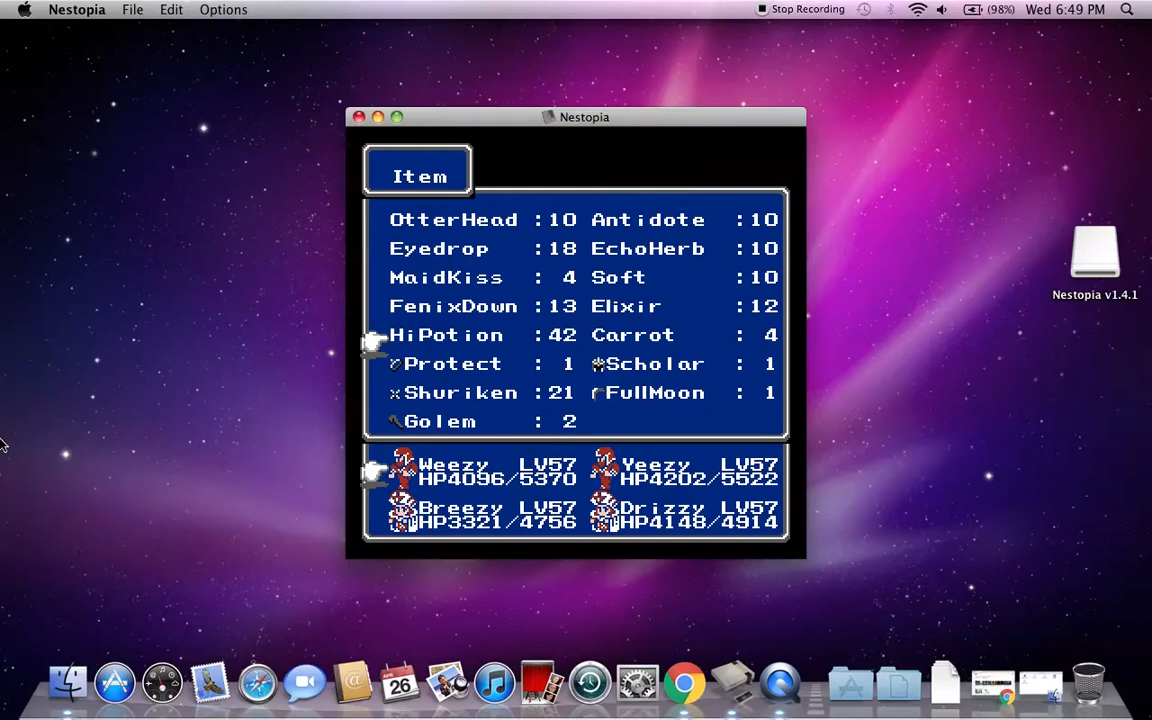 Nestopia File Edit Options Stop Recording (98%) Wed 6:49 PM
Nestopia
Item
OtterHead :10 Antidote :10
Eyedrop :18 EchoHerb :10
MaidKiss : 4 Soft :10
FenixDown :13 Elixir :12
HiPotion :42 Carrot : 4
Protect : 1 Scholar : 1
Shuriken :21 FullMoon : 1
Golem : 2
Weezy LV57 Yeezy LV57
HP4096/5370 HP4202/5522
Breezy LV57 Drizzy LV57
HP3321/4756 HP4148/4914
Nestopia v1.4.1
26